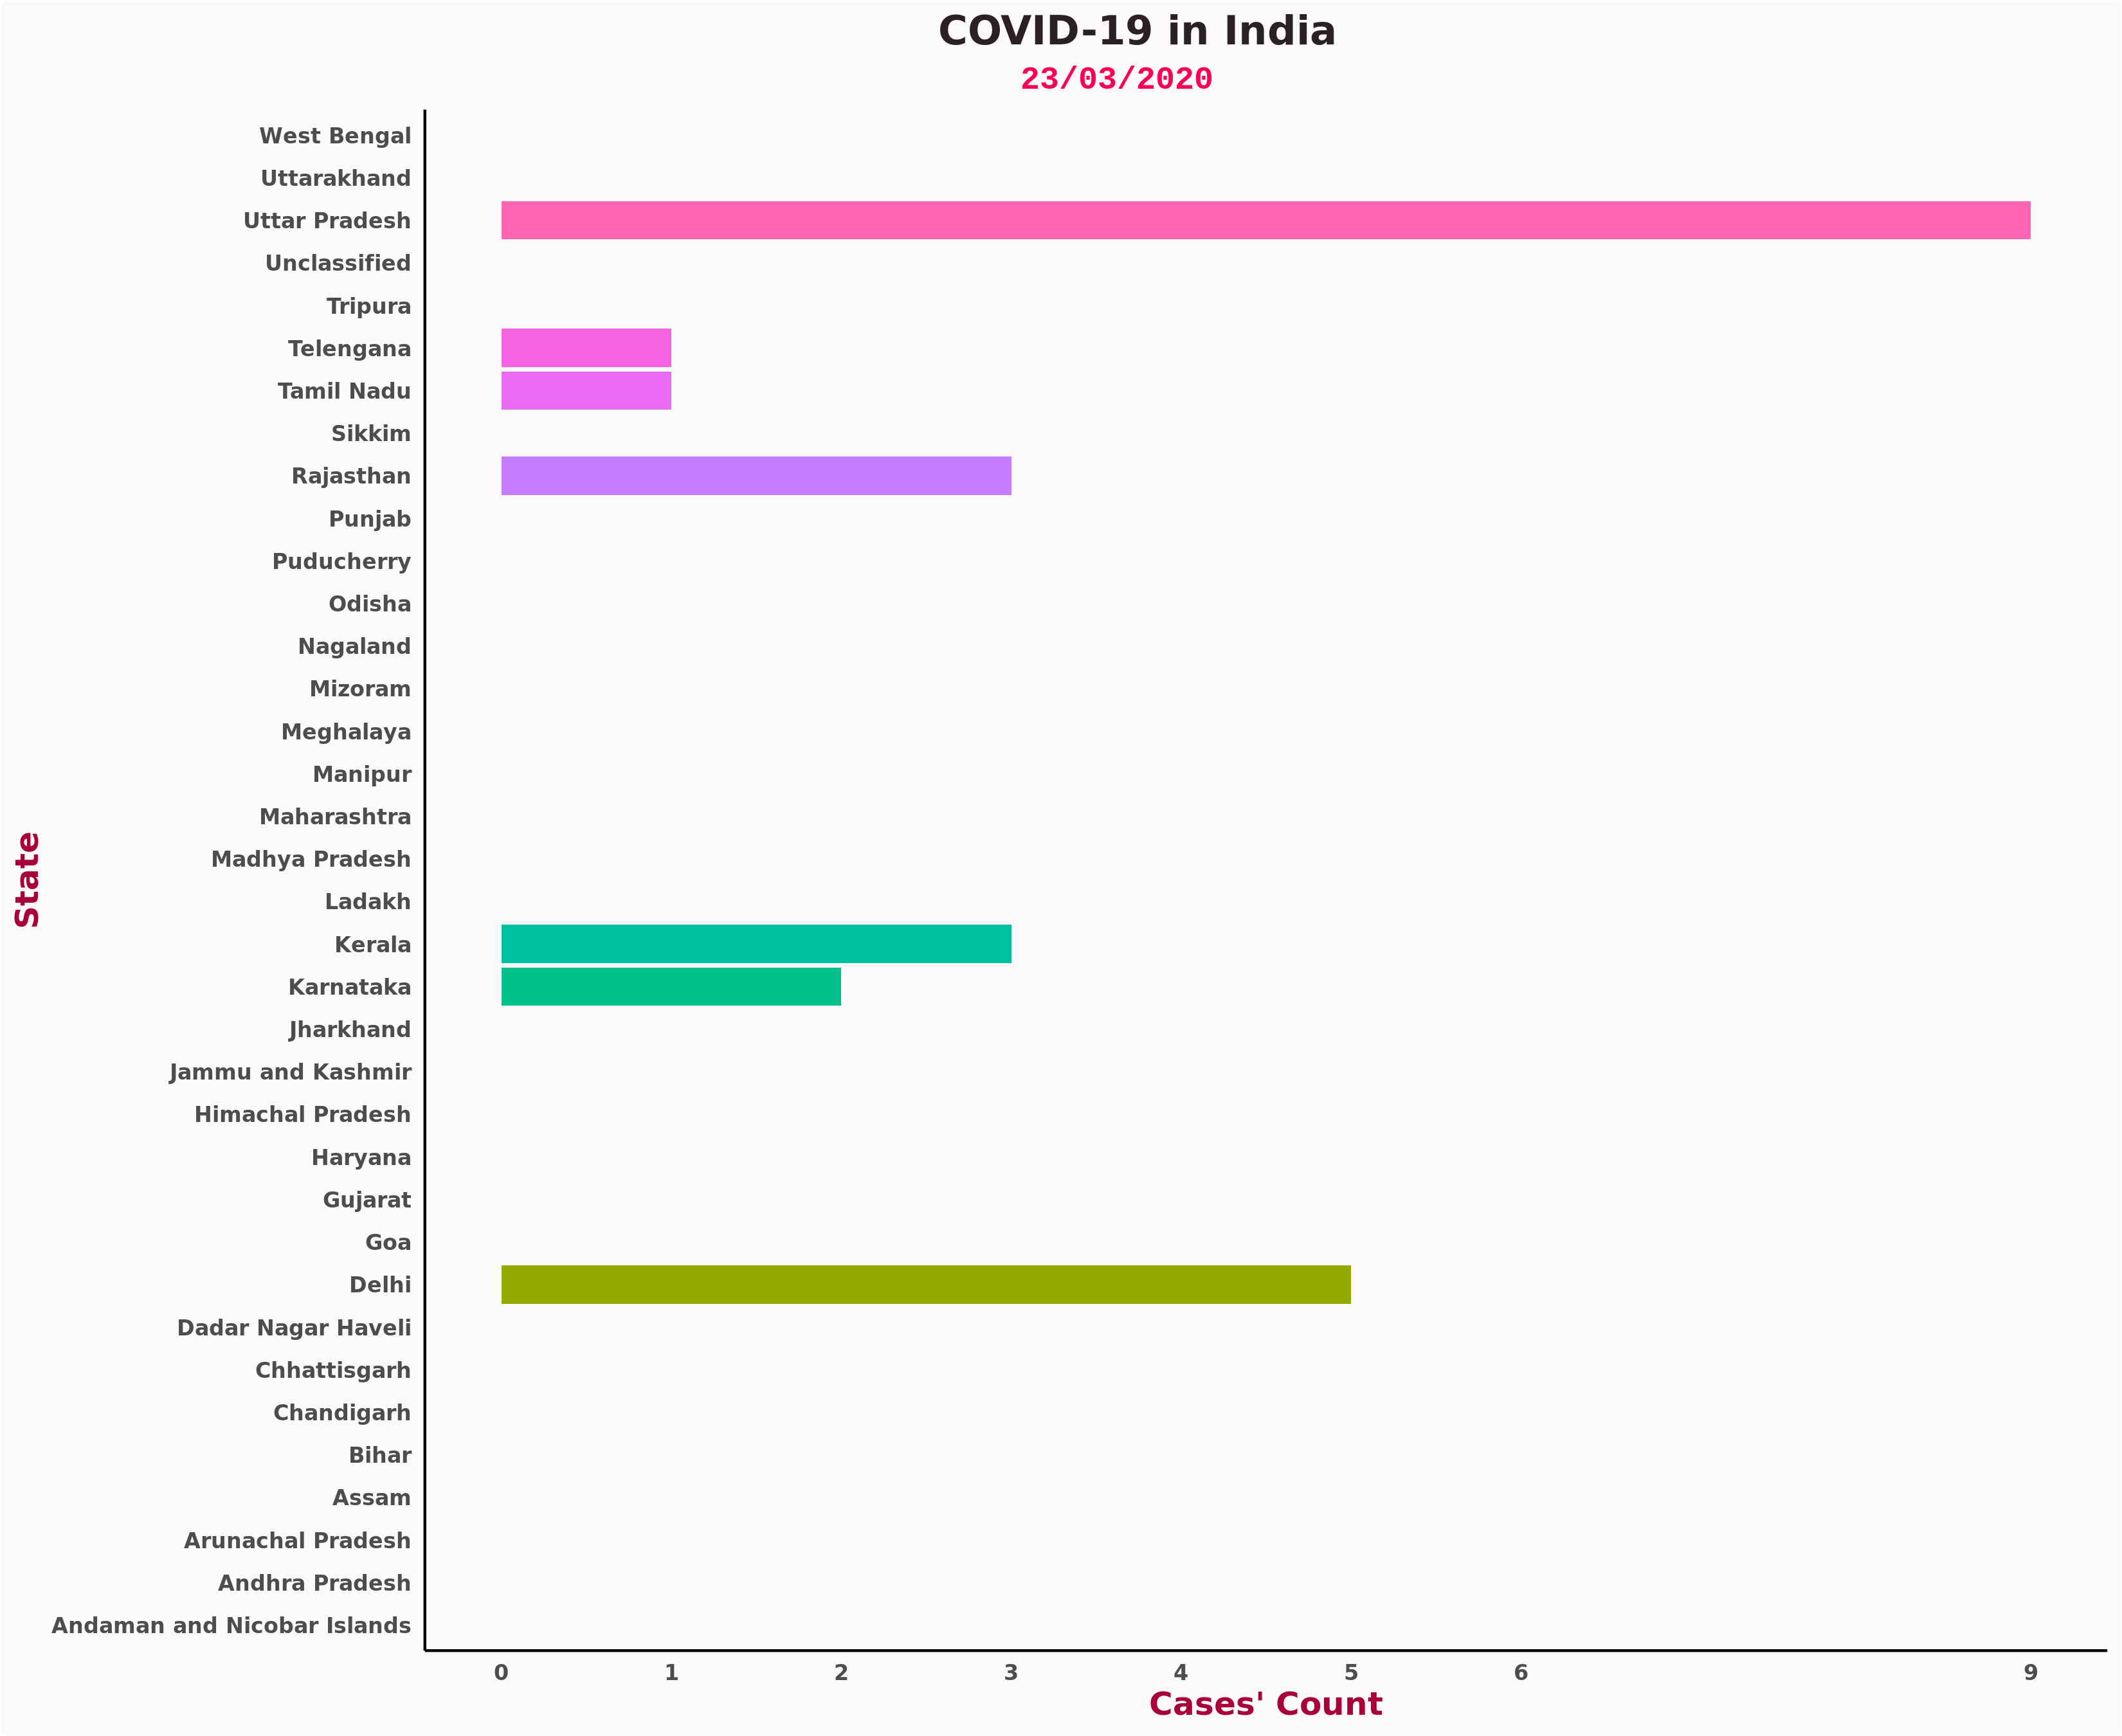 COVID-19 in India
23/03/2020
West Bengal
Uttarakhand
Uttar Pradesh
Unclassified
Tripura
Telengana
Tamil Nadu
Sikkim
Rajasthan
Punjab
Puducherry
Odisha
Nagaland
Mizoram
Meghalaya
Manipur
Maharashtra
Madhya Pradesh
Ladakh
Kerala
Karnataka
Jharkhand
Jammu and Kashmir
Himachal Pradesh
Haryana
Gujarat
Goa
Delhi
Dadar Nagar Haveli
Chhattisgarh
Chandigarh
Bihar
Assam
Arunachal Pradesh
Andhra Pradesh
Andaman and Nicobar Islands
State
0 1 2 3 4 5 6 9
Cases' Count